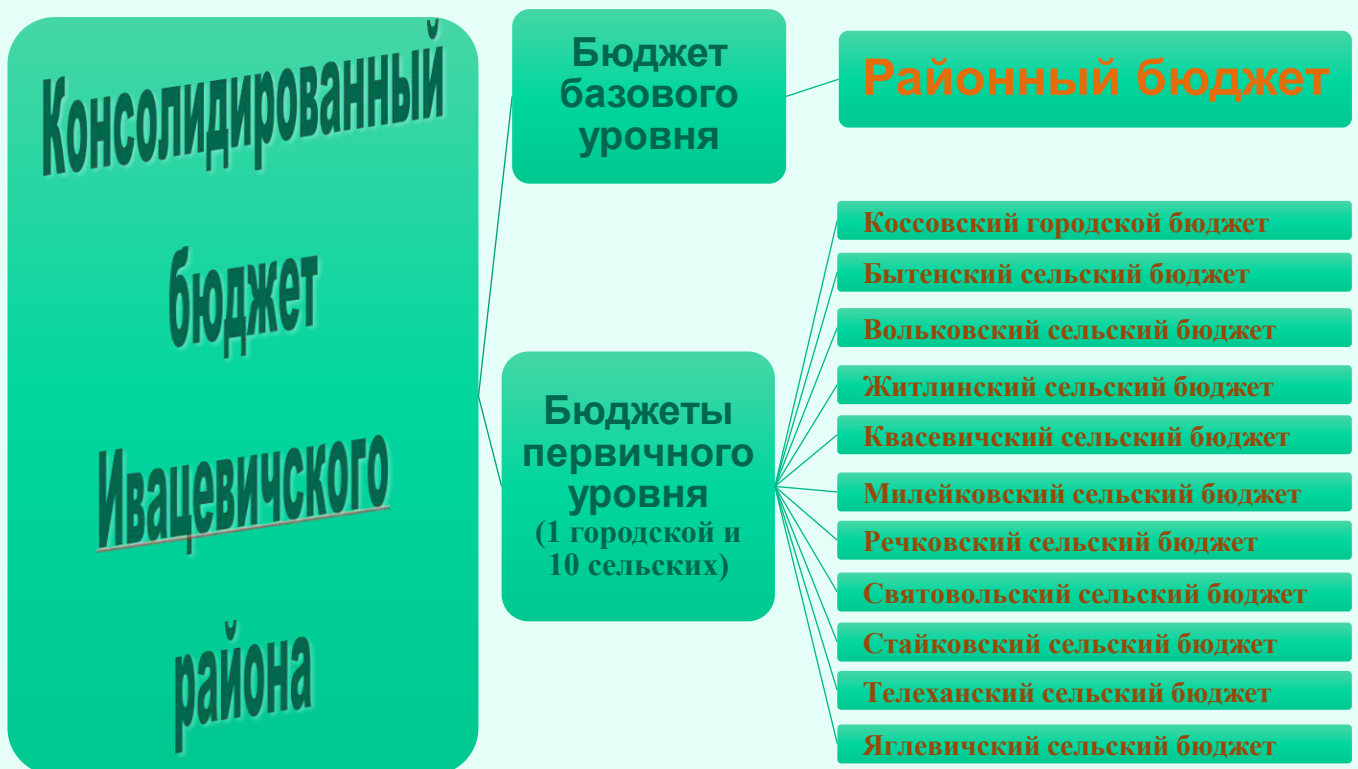 Консолидированный
бюджет
Ивацевичского
района
Бюджет
базового
уровня
Районный бюджет
Бюджеты
первичного
уровня
(1 городской и
10 сельских)
Коссовский городской бюджет
Бытенский сельский бюджет
Вольковский сельский бюджет
Житлинский сельский бюджет
Квасевичский сельский бюджет
Милейковский сельский бюджет
Речковский сельский бюджет
Святовольский сельский бюджет
Стайковский сельский бюджет
Телеханский сельский бюджет
Яглевичский сельский бюджет